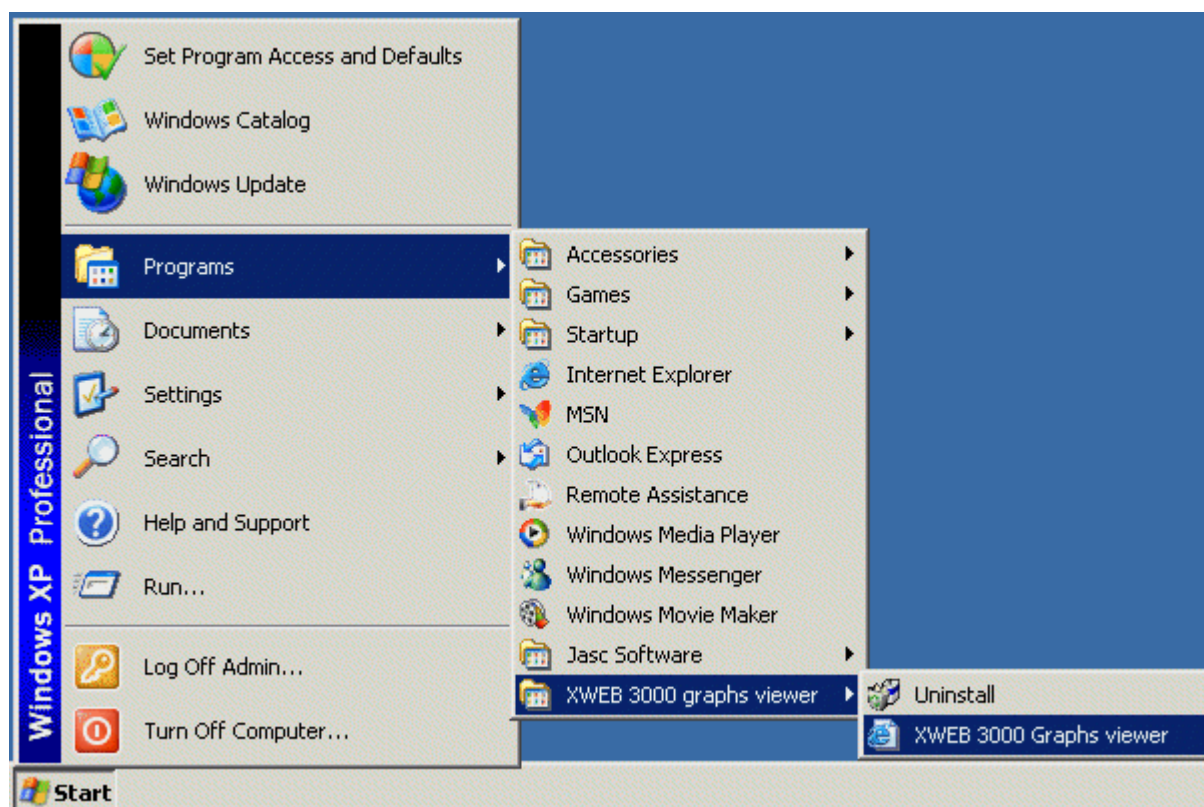 Set Program Access and Defaults
Windows Catalog
Windows Update
Programs
Documents
Settings
Search
Help and Support
Run...
Log Off Admin...
Turn Off Computer...
Windows XP Professional
Accessories
Games
Startup
Internet Explorer
MSN
Outlook Express
Remote Assistance
Windows Media Player
Windows Messenger
Windows Movie Maker
Jasc Software
XWEB 3000 graphs viewer
Uninstall
XWEB 3000 Graphs viewer
Start